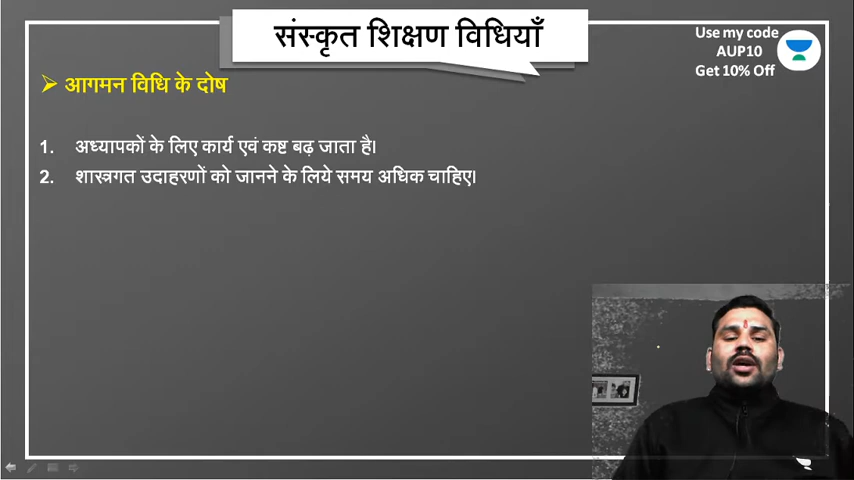 संस्कृत शिक्षण विधियाँ
Use my code
AUP10
Get 10% Off
आगमन विधि के दोष
1. अध्यापकों के लिए कार्य एवं कष्ट बढ़ जाता है।
2. शास्त्रगत उदाहरणों को जानने के लिये समय अधिक चाहिए।